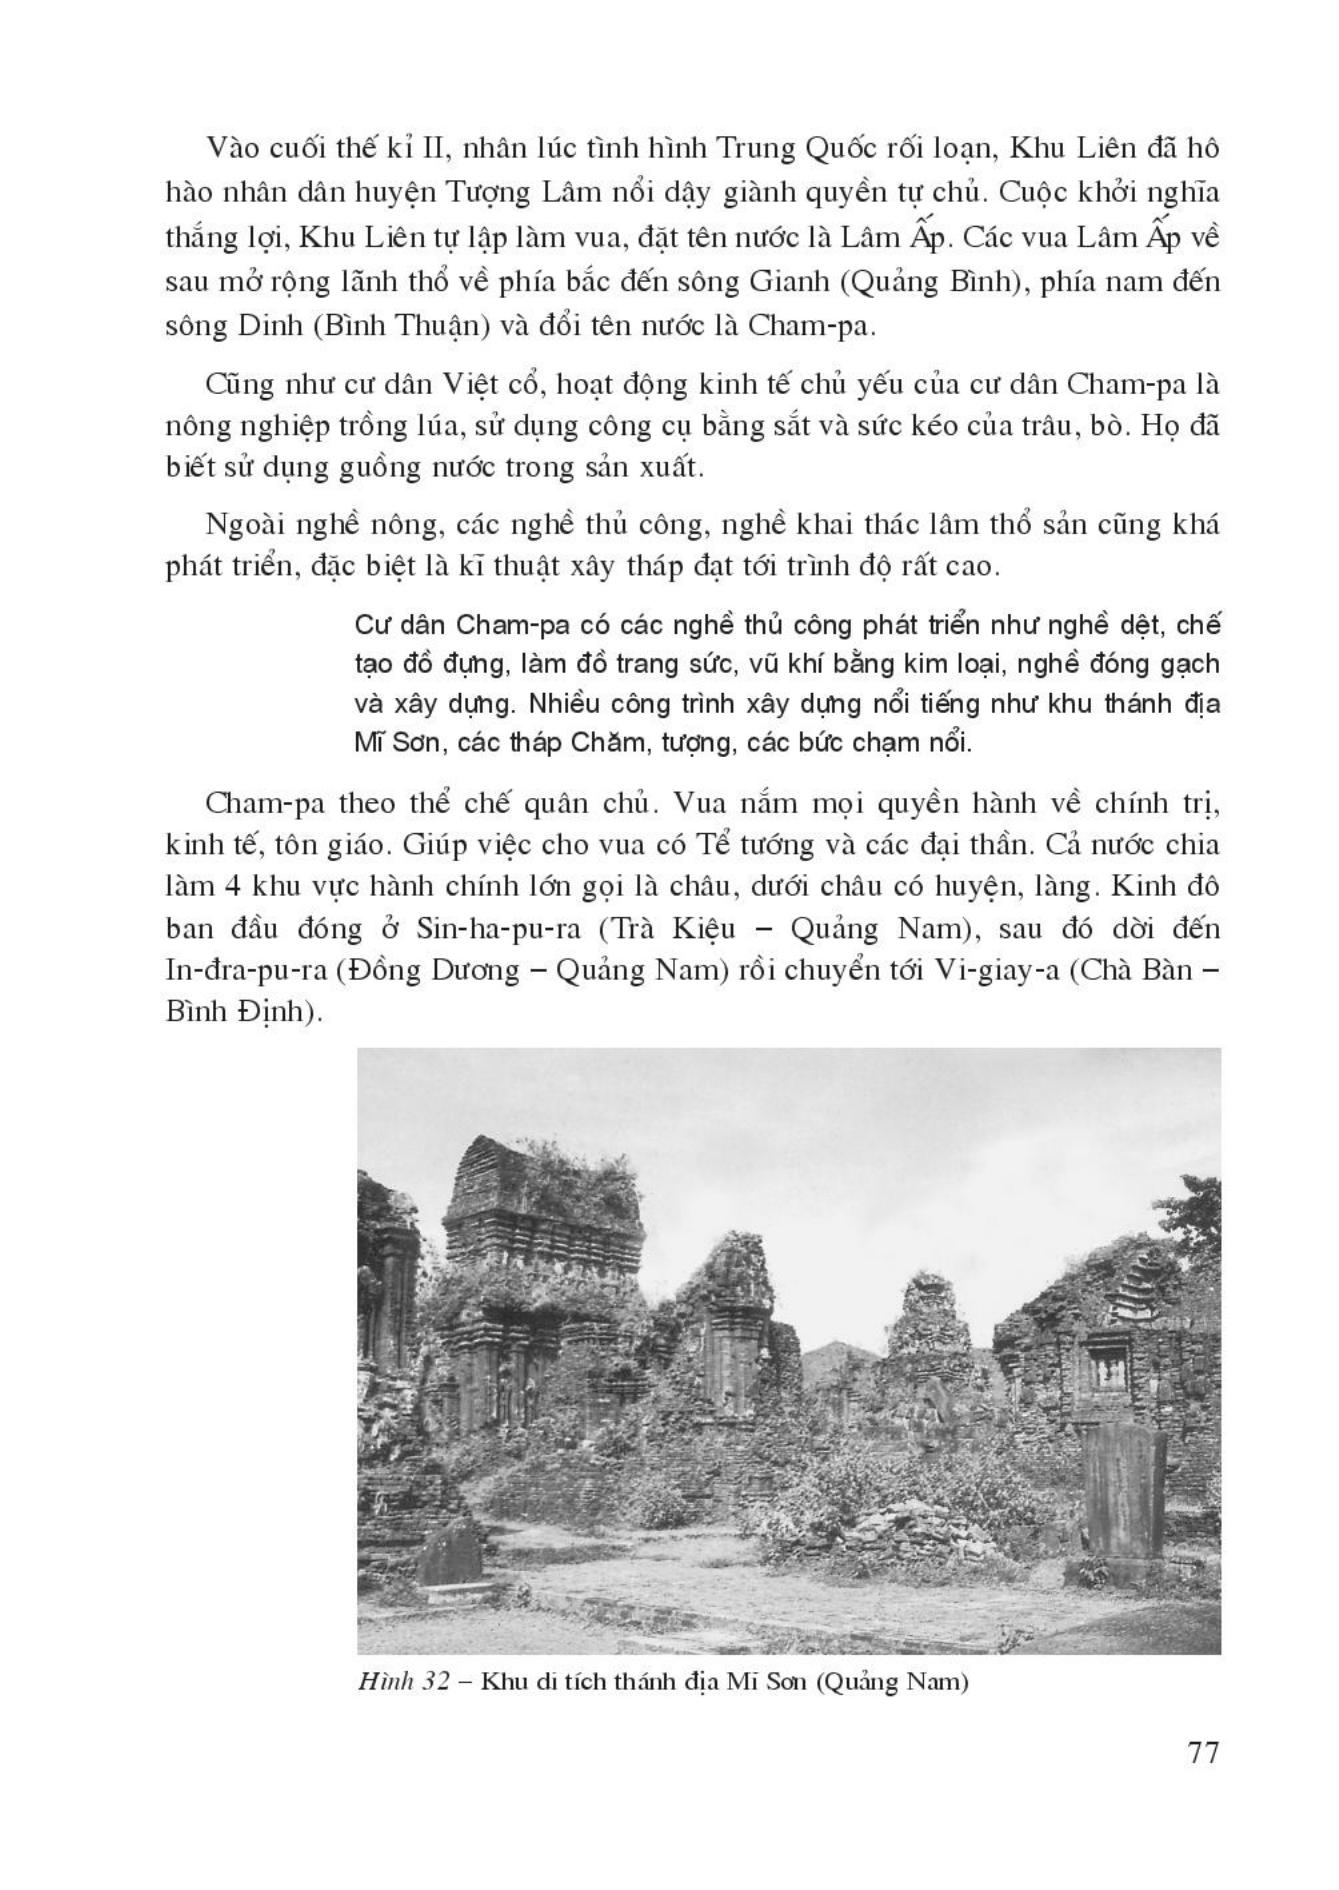 Vào cuối thế kỉ II, nhân lúc tình hình Trung Quốc rối loạn, Khu Liên đã hô
hào nhân dân huyện Tượng Lâm nổi dậy giành quyền tự chủ. Cuộc khởi nghĩa
thắng lợi, Khu Liên tự lập làm vua, đặt tên nước là Lâm Ấp. Các vua Lâm Ấp về
sau mở rộng lãnh thổ về phía bắc đến sông Gianh (Quảng Bình), phía nam đến
sông Dinh (Bình Thuận) và đổi tên nước là Cham-pa.
Cũng như cư dân Việt cổ, hoạt động kinh tế chủ yếu của cư dân Cham-pa là
nông nghiệp trồng lúa, sử dụng công cụ bằng sắt và sức kéo của trâu, bò. Họ đã
biết sử dụng guồng nước trong sản xuất.
Ngoài nghề nông, các nghề thủ công, nghề khai thác lâm thổ sản cũng khá
phát triển, đặc biệt là kĩ thuật xây tháp đạt tới trình độ rất cao.
Cư dân Cham-pa có các nghề thủ công phát triển như nghề dệt, chế
tạo đồ đựng, làm đồ trang sức, vũ khí bằng kim loại, nghề đóng gạch
và xây dựng. Nhiều công trình xây dựng nổi tiếng như khu thánh địa
Mĩ Sơn, các tháp Chăm, tượng, các bức chạm nổi.
Cham-pa theo thể chế quân chủ. Vua nắm mọi quyền hành về chính trị,
kinh tế, tôn giáo. Giúp việc cho vua có Tể tướng và các đại thần. Cả nước chia
làm 4 khu vực hành chính lớn gọi là châu, dưới châu có huyện, làng. Kinh đô
ban đầu đóng ở Sin-ha-pu-ra (Trà Kiệu – Quảng Nam), sau đó dời đến
In-đra-pu-ra (Đồng Dương – Quảng Nam) rồi chuyển tới Vi-giay-a (Chà Bàn –
Bình Định).
Hình 32 – Khu di tích thánh địa Mĩ Sơn (Quảng Nam)
77